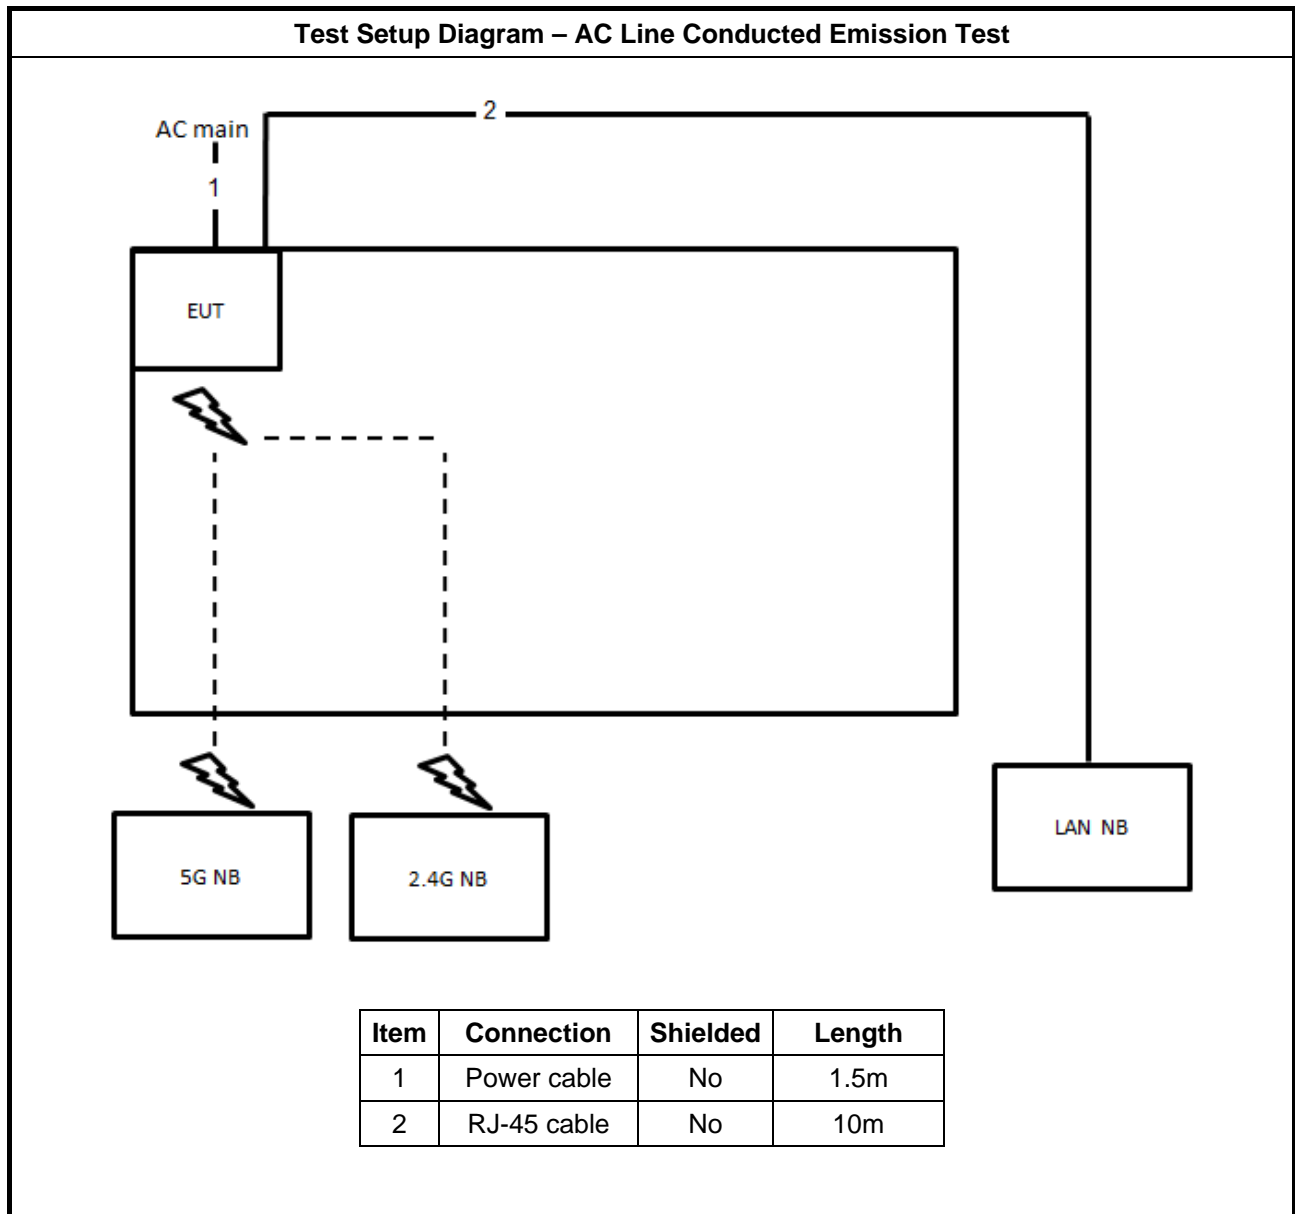 Test Setup Diagram – AC Line Conducted Emission Test
2
AC main
1
EUT
LAN NB
5G NB
2.4G NB
Item Connection Shielded Length
1 Power cable No 1.5m
2 RJ-45 cable No 10m